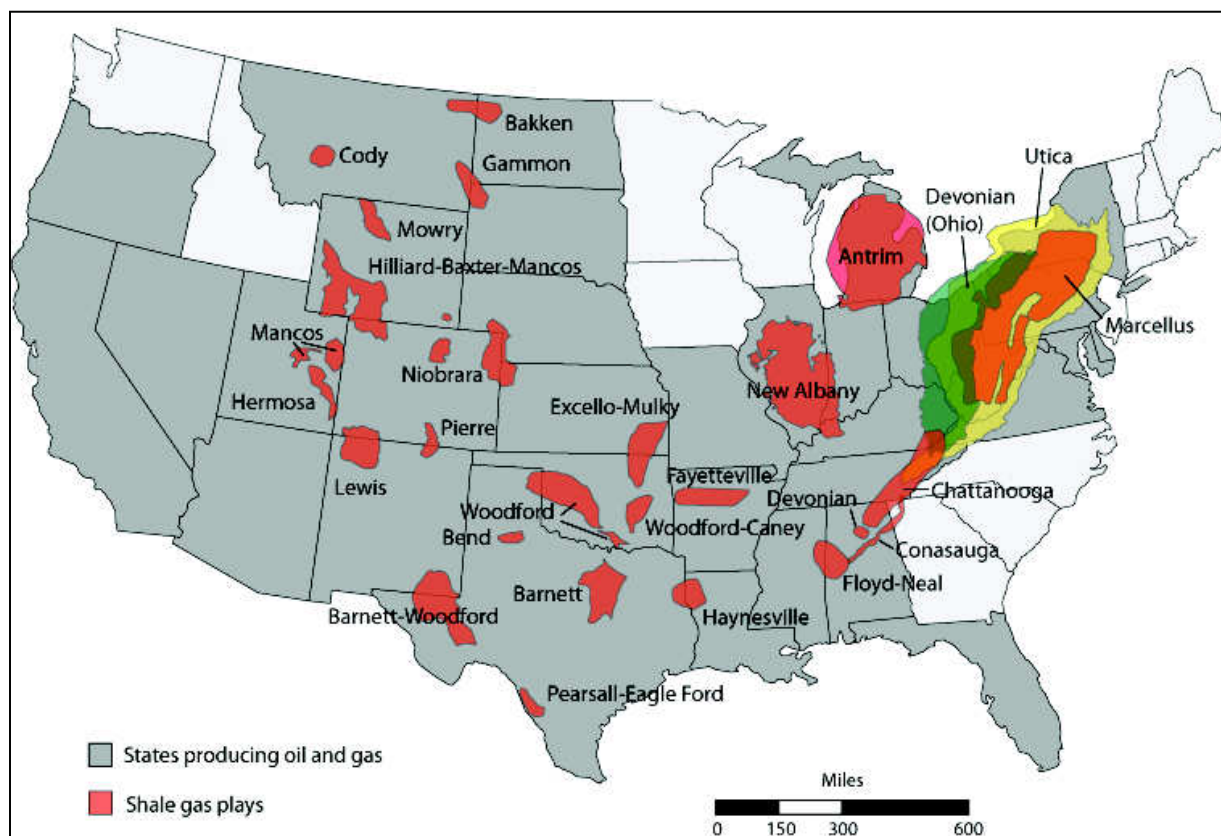 Bakken
Utica
Cody
Gammon
Devonian
(Ohio)
Mowry
Antrim
Hilliard-Baxter-Mancos
Marcellus
Mancos
Niobrara
New Albany
Hermosa
Excello-Mulky
Pierre
Fayetteville
Lewis
Devonian
Chattanooga
Woodford
Woodford-Caney
Bend
Conasauga
Floyd-Neal
Barnett
Barnett-Woodford
Haynesville
Pearsall-Eagle Ford
States producing oil and gas
Miles
Shale gas plays
0 150 300 600